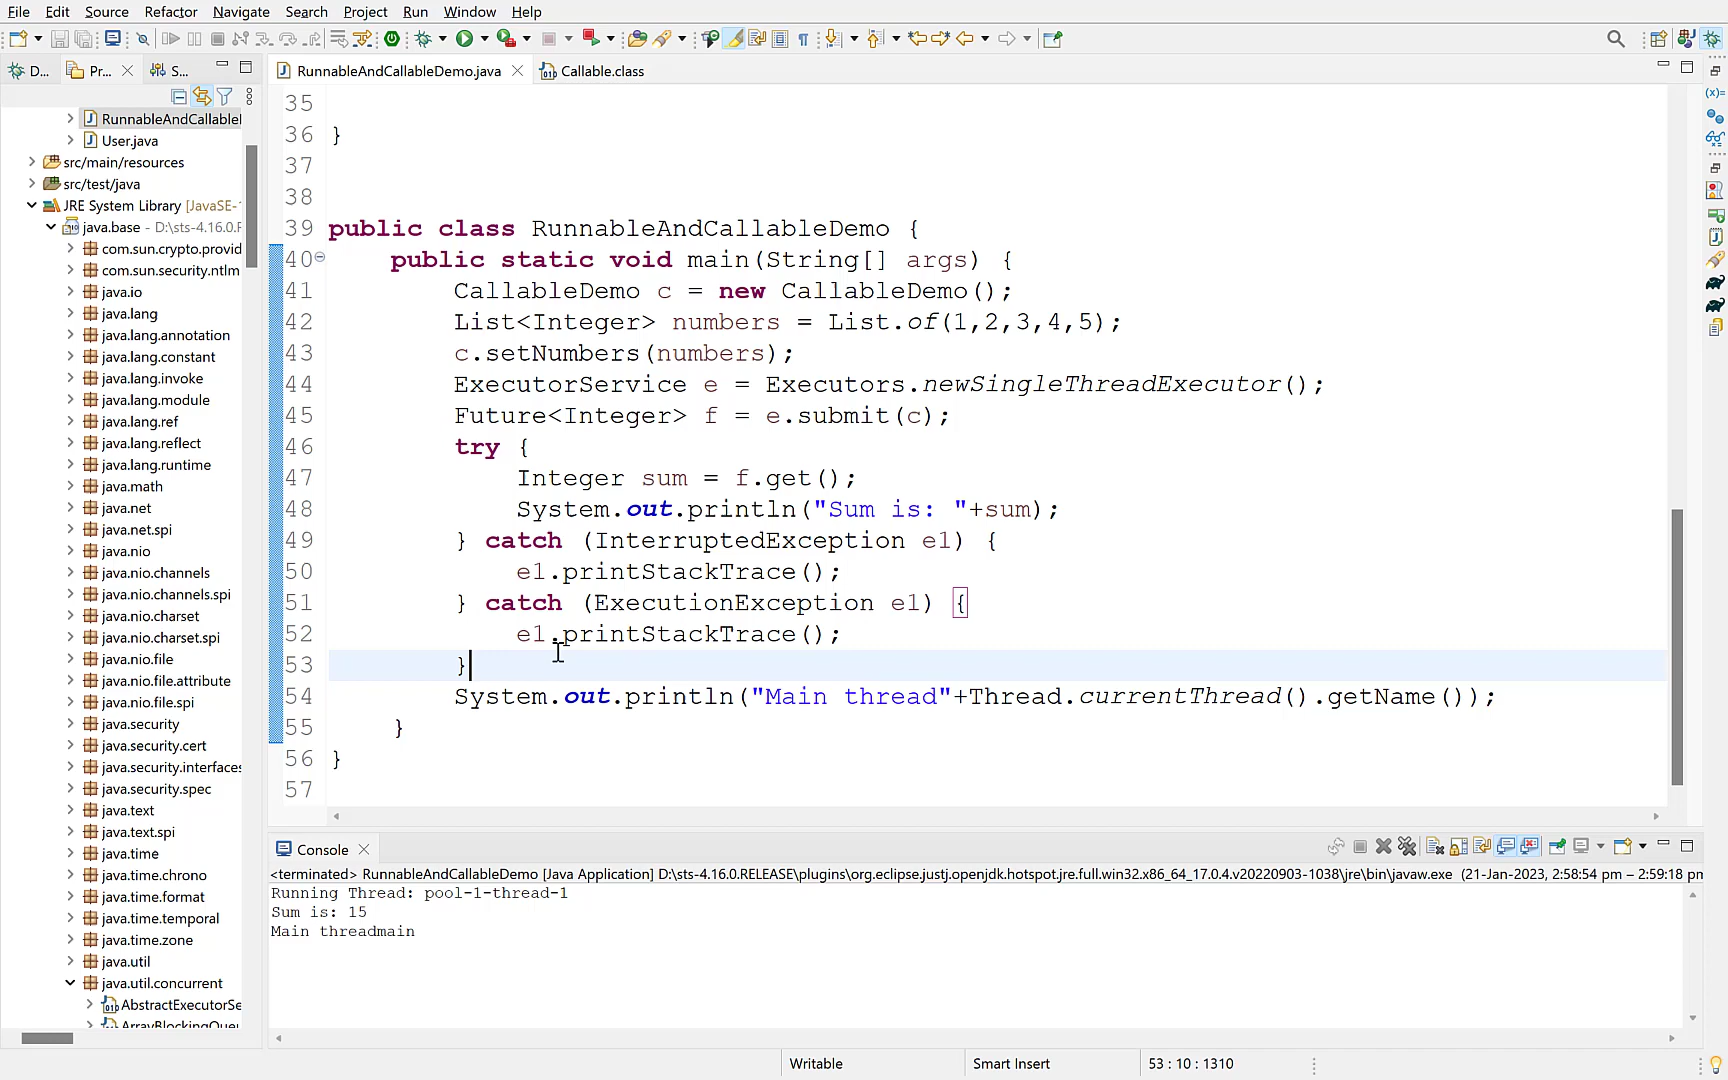 File Edit Source Refactor Navigate Search Project Run Window Help
D... Pr... S... RunnableAndCallableDemo.java Callable.class
RunnableAndCallabl
User.java
src/main/resources
src/test/java
JRE System Library [JavaSE-
java.base - D:\sts-4.16.0.F
com.sun.crypto.provid
com.sun.security.ntlm
java.io
java.lang
java.lang.annotation
java.lang.constant
java.lang.invoke
java.lang.module
java.lang.ref
java.lang.reflect
java.lang.runtime
java.math
java.net
java.net.spi
java.nio
java.nio.channels
java.nio.channels.spi
java.nio.charset
java.nio.charset.spi
java.nio.file
java.nio.file.attribute
java.nio.file.spi
java.security
java.security.cert
java.security.interfaces
java.security.spec
java.text
java.text.spi
java.time
java.time.chrono
java.time.format
java.time.temporal
java.time.zone
java.util
java.util.concurrent
AbstractExecutorSe
ArrayBlockingQue
35
36 }
37
38
39 public class RunnableAndCallableDemo {
40 public static void main(String[] args) {
41 CallableDemo c = new CallableDemo();
42 List<Integer> numbers = List.of(1,2,3,4,5);
43 c.setNumbers(numbers);
44 ExecutorService e = Executors.newSingleThreadExecutor();
45 Future<Integer> f = e.submit(c);
46 try {
47 Integer sum = f.get();
48 System.out.println("Sum is: "+sum);
49 } catch (InterruptedException e1) {
50 e1.printStackTrace();
51 } catch (ExecutionException e1) {
52 e1.printStackTrace();
53 }
54 System.out.println("Main thread"+Thread.currentThread().getName());
55 }
56 }
57
Console
<terminated> RunnableAndCallableDemo [Java Application] D:\sts-4.16.0.RELEASE\plugins\org.eclipse.justj.openjdk.hotspot.jre.full.win32.x86_64_17.0.4.v20220903-1038\jre\bin\javaw.exe (21-Jan-2023, 2:58:54 pm – 2:59:18 pm
Running Thread: pool-1-thread-1
Sum is: 15
Main threadmain
Writable Smart Insert 53 : 10 : 1310